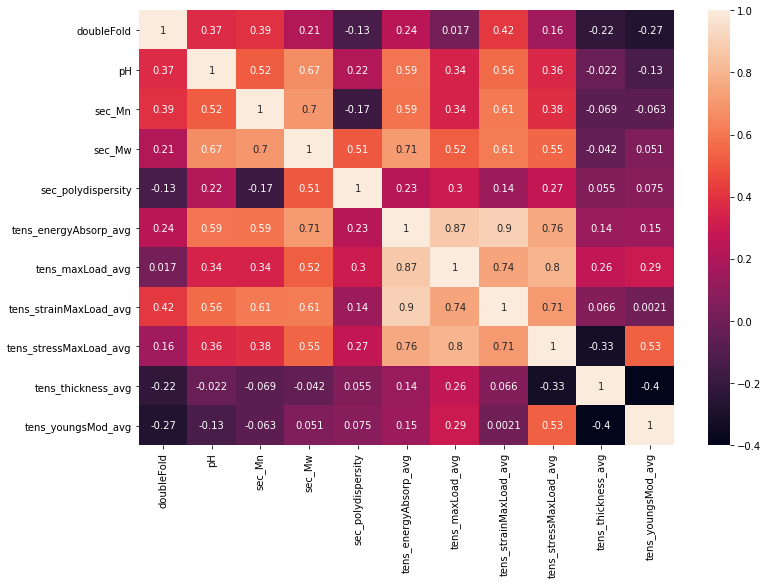 doubleFold 1 0.37 0.39 0.21 -0.13 0.24 0.017 0.42 0.16 -0.22 -0.27
pH 0.37 1 0.52 0.67 0.22 0.59 0.34 0.56 0.36 -0.022 -0.13
sec_Mn 0.39 0.52 1 0.7 -0.17 0.59 0.34 0.61 0.38 -0.069 -0.063
sec_Mw 0.21 0.67 0.7 1 0.51 0.71 0.52 0.61 0.55 -0.042 0.051
sec_polydispersity -0.13 0.22 -0.17 0.51 1 0.23 0.3 0.14 0.27 0.055 0.075
tens_energyAbsorp_avg 0.24 0.59 0.59 0.71 0.23 1 0.87 0.9 0.76 0.14 0.15
tens_maxLoad_avg 0.017 0.34 0.34 0.52 0.3 0.87 1 0.74 0.8 0.26 0.29
tens_strainMaxLoad_avg 0.42 0.56 0.61 0.61 0.14 0.9 0.74 1 0.71 0.066 0.0021
tens_stressMaxLoad_avg 0.16 0.36 0.38 0.55 0.27 0.76 0.8 0.71 1 -0.33 0.53
tens_thickness_avg -0.22 -0.022 -0.069 -0.042 0.055 0.14 0.26 0.066 -0.33 1 -0.4
tens_youngsMod_avg -0.27 -0.13 -0.063 0.051 0.075 0.15 0.29 0.0021 0.53 -0.4 1
doubleFold
pH
sec_Mn
sec_Mw
sec_polydispersity
tens_energyAbsorp_avg
tens_maxLoad_avg
tens_strainMaxLoad_avg
tens_stressMaxLoad_avg
tens_thickness_avg
tens_youngsMod_avg
1.0
0.8
0.6
0.4
0.2
0.0
−0.2
−0.4